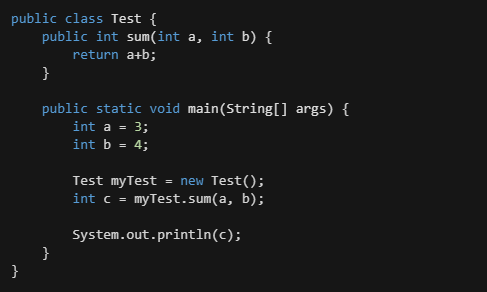 public class Test {
    public int sum(int a, int b) {
        return a+b;
    }

    public static void main(String[] args) {
        int a = 3;
        int b = 4;

        Test myTest = new Test();
        int c = myTest.sum(a, b);

        System.out.println(c);
    }
}